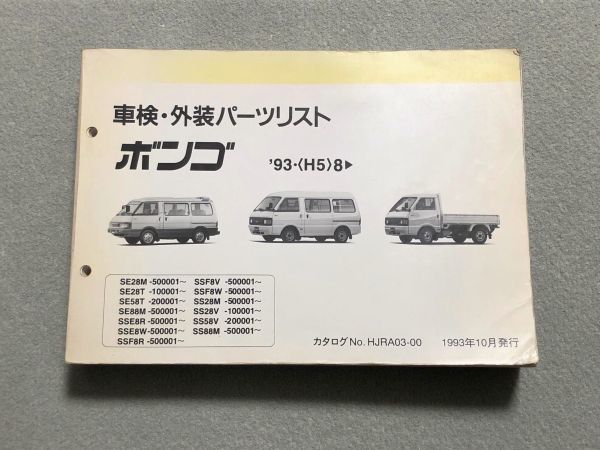 車検・外装パーツリスト
ボンゴ
'93・〈H5〉8▶
SE28M -500001～ SSF8V -500001～
SE28T -100001～ SSF8W -500001～
SE58T -200001～ SS28M -500001～
SE88M -500001～ SS28V -100001～
SSE8R -500001～ SS58V -200001～
SSE8W -500001～ SS88M -500001～
SSF8R -500001～
カタログNo. HJRA03-00 1993年10月発行